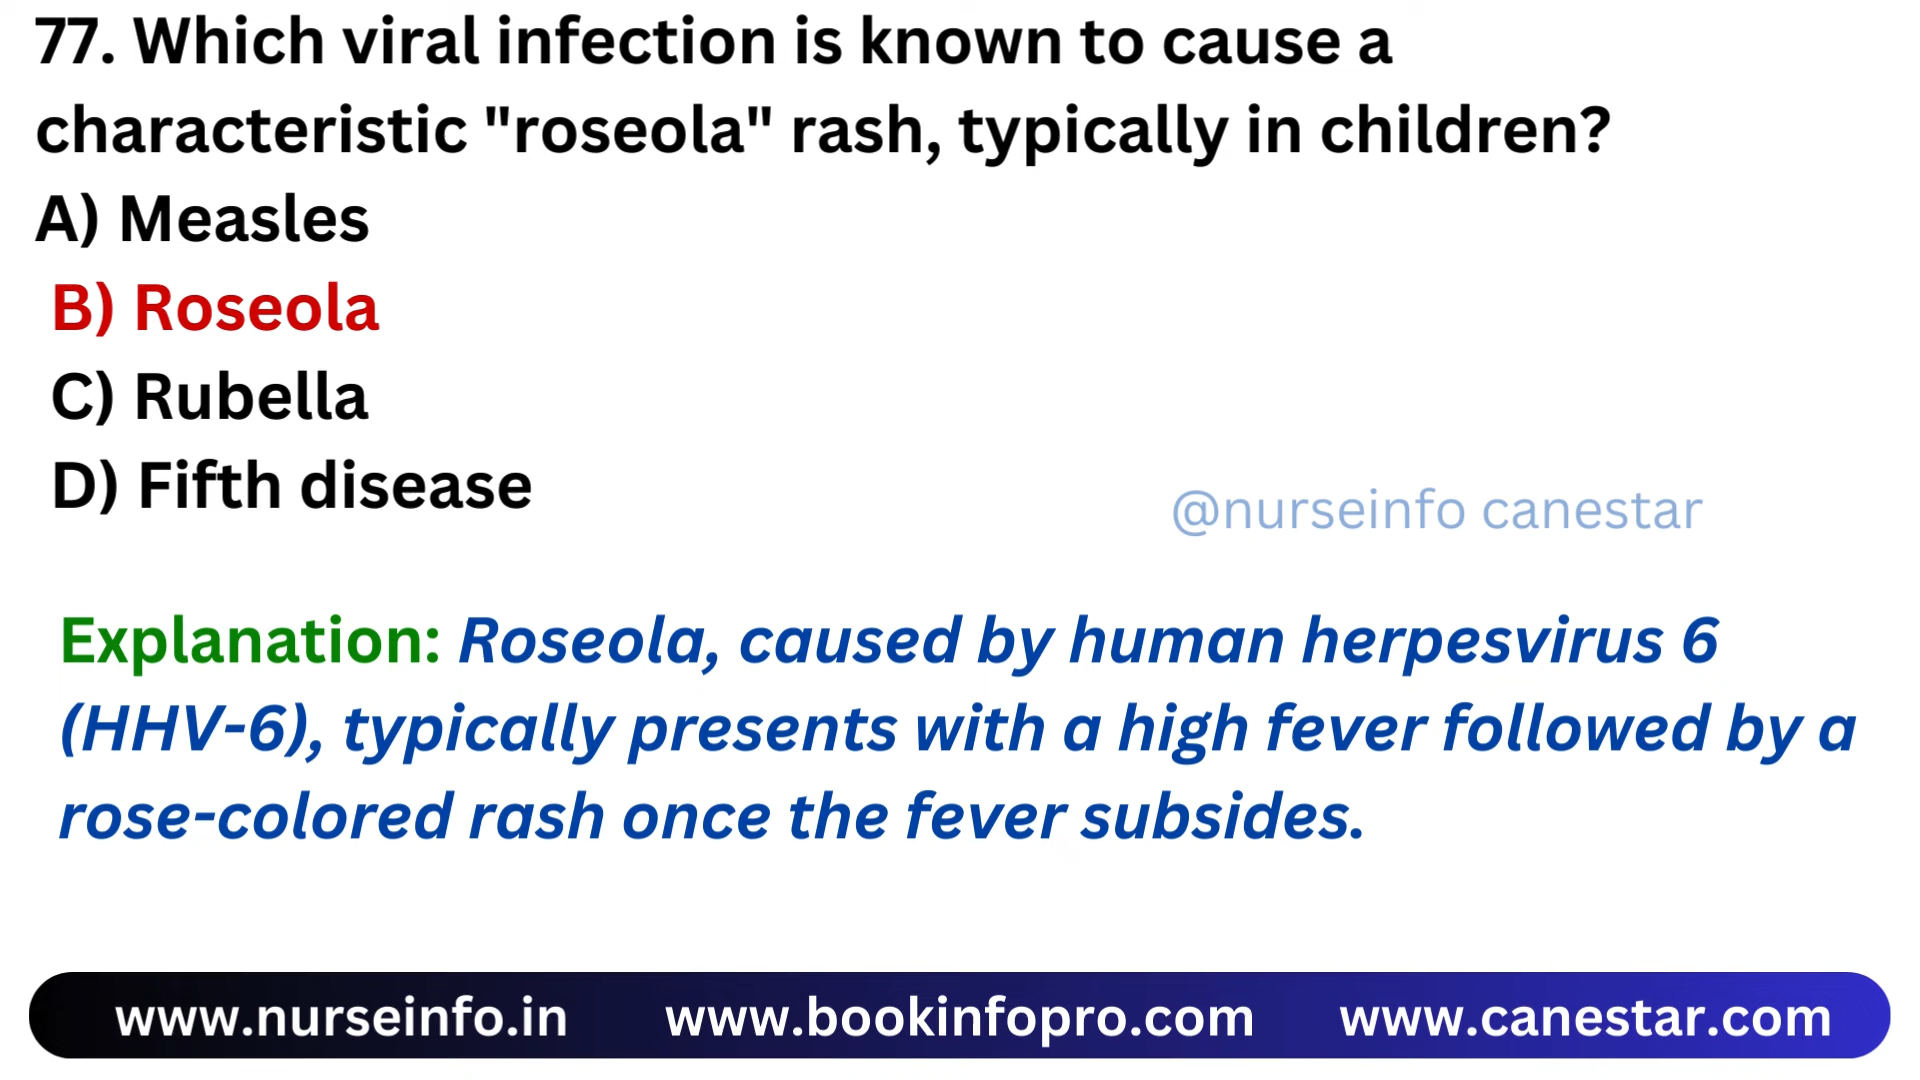 77. Which viral infection is known to cause a
characteristic "roseola" rash, typically in children?
A) Measles
B) Roseola
C) Rubella
D) Fifth disease
@nurseinfo canestar
Explanation: Roseola, caused by human herpesvirus 6
(HHV-6), typically presents with a high fever followed by a
rose-colored rash once the fever subsides.
www.nurseinfo.in www.bookinfopro.com www.canestar.com